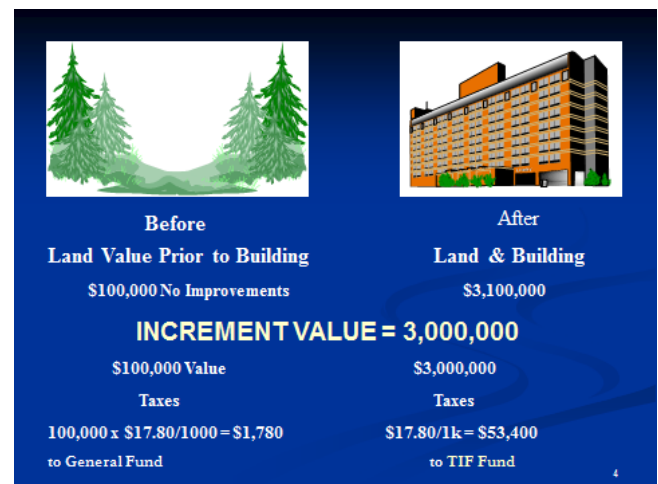 Before
After
Land Value Prior to Building
Land & Building
$100,000 No Improvements
$3,100,000
INCREMENT VALUE = 3,000,000
$100,000 Value
$3,000,000
Taxes
Taxes
100,000 x $17.80/1000 = $1,780
$17.80/1k = $53,400
to General Fund
to TIF Fund
4